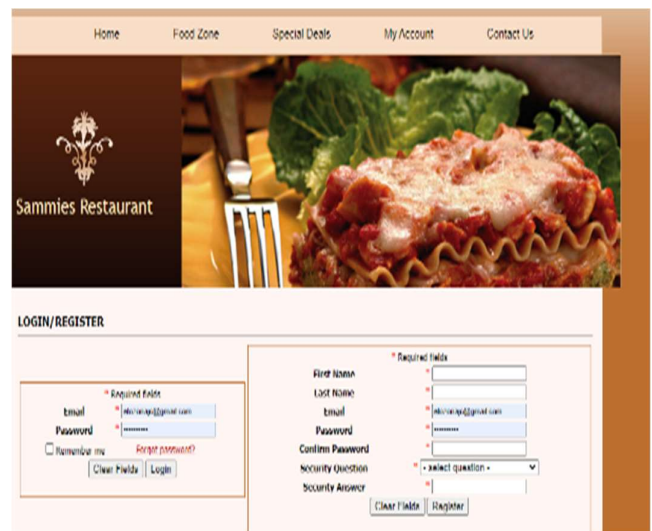 Home Food Zone Special Deals My Account Contact Us
Sammies Restaurant
LOGIN/REGISTER
* Required fields
Email *
Password * ••••••••••
Remember me Forgot password?
Clear Fields Login
* Required fields
First Name *
Last Name *
Email *
Password * ••••••••••
Confirm Password *
Security Question * - select question -
Security Answer *
Clear Fields Register